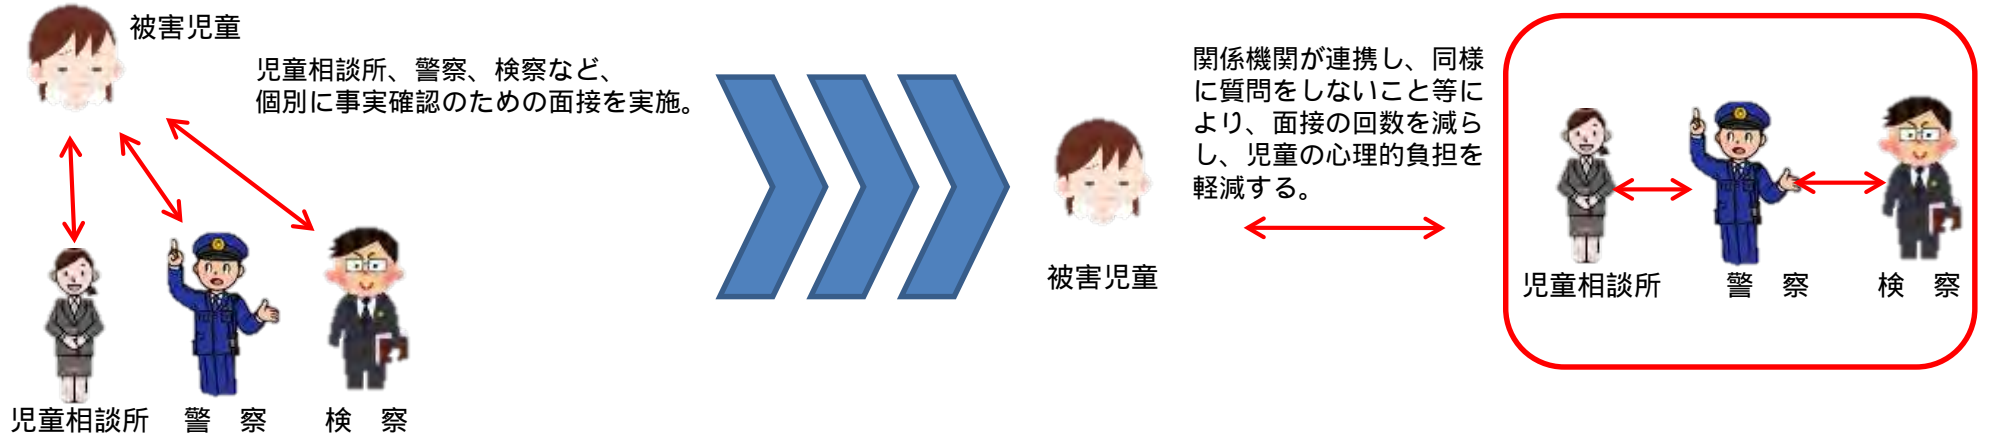 被害児童
児童相談所、警察、検察など、
個別に事実確認のための面接を実施。
児童相談所
警　察
検　察
関係機関が連携し、同様
に質問をしないこと等に
より、面接の回数を減ら
し、児童の心理的負担を
軽減する。
被害児童
児童相談所
警　察
検　察